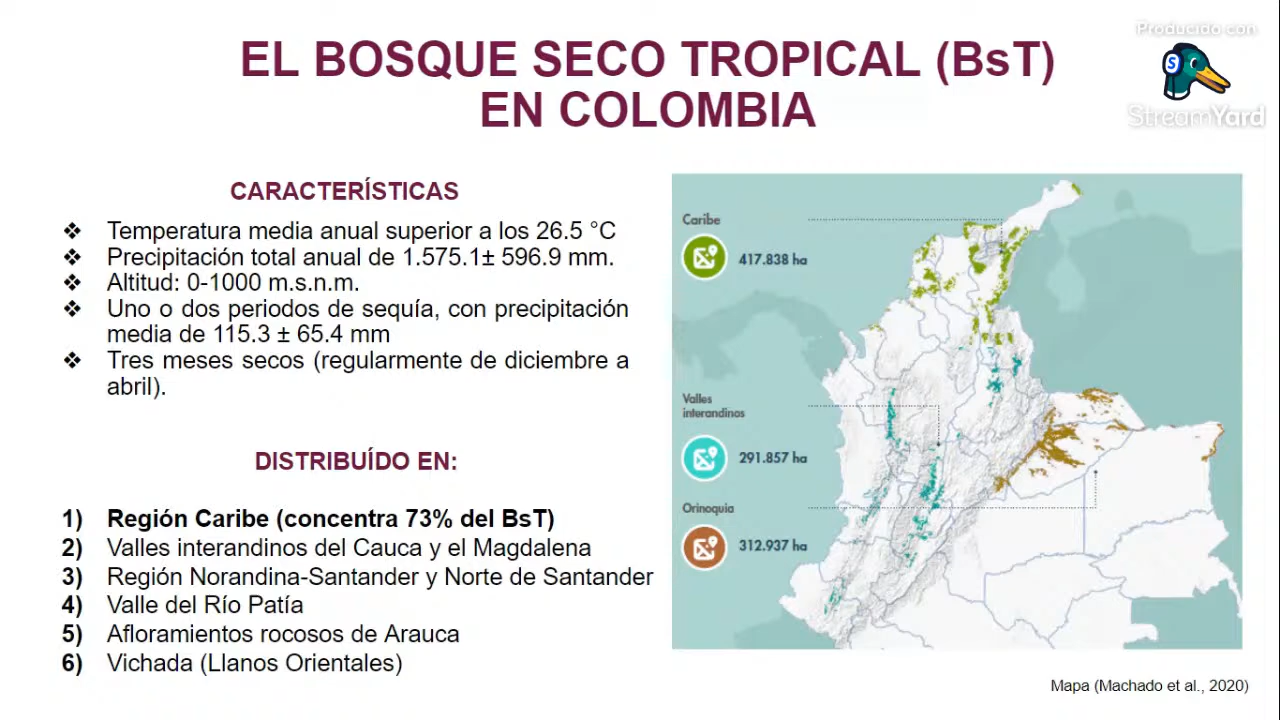 EL BOSQUE SECO TROPICAL (BsT)
EN COLOMBIA
Producido con
StreamYard
CARACTERÍSTICAS
❖ Temperatura media anual superior a los 26.5 °C
❖ Precipitación total anual de 1.575.1± 596.9 mm.
❖ Altitud: 0-1000 m.s.n.m.
❖ Uno o dos periodos de sequía, con precipitación
media de 115.3 ± 65.4 mm
❖ Tres meses secos (regularmente de diciembre a
abril).
DISTRIBUÍDO EN:
1) Región Caribe (concentra 73% del BsT)
2) Valles interandinos del Cauca y el Magdalena
3) Región Norandina-Santander y Norte de Santander
4) Valle del Río Patía
5) Afloramientos rocosos de Arauca
6) Vichada (Llanos Orientales)
Caribe
417.838 ha
Valles
interandinos
291.857 ha
Orinoquia
312.937 ha
Mapa (Machado et al., 2020)